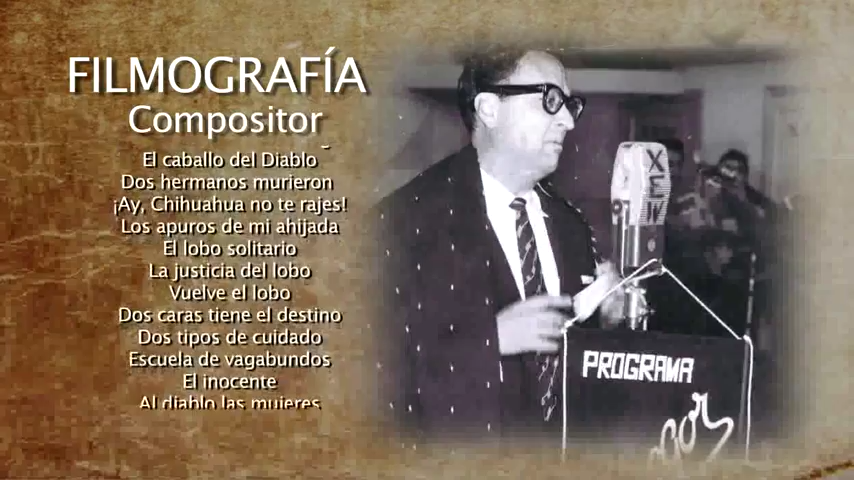 FILMOGRAFÍA
Compositor
El caballo del Diablo
Dos hermanos murieron
¡Ay, Chihuahua no te rajes!
Los apuros de mi ahijada
El lobo solitario
La justicia del lobo
Vuelve el lobo
Dos caras tiene el destino
Dos tipos de cuidado
Escuela de vagabundos
El inocente
Al diablo las mujeres
XEW
PROGRAMA